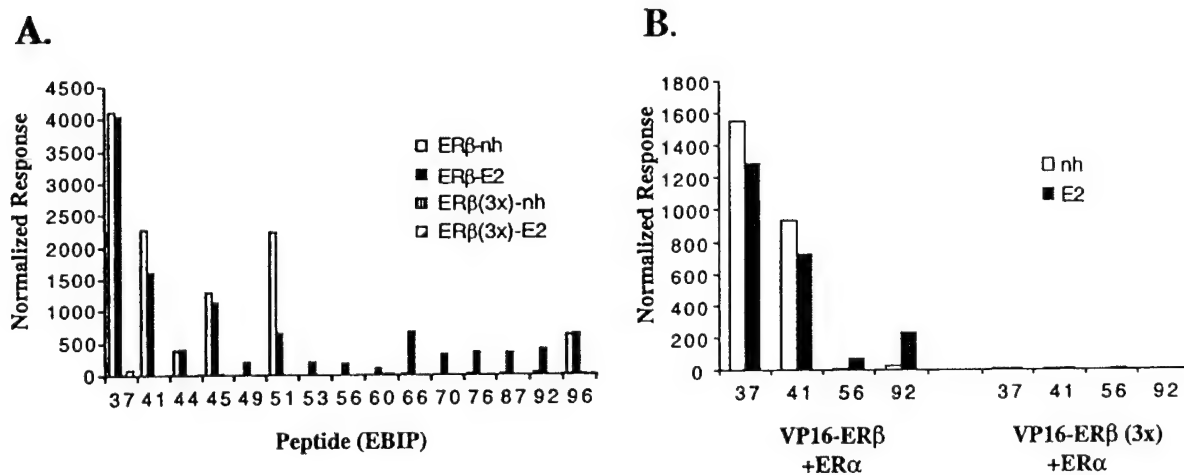 A.
4500
4000
3500
3000
2500
2000
1500
1000
500
0
Normalized Response
ERβ-nh
ERβ-E2
ERβ(3x)-nh
ERβ(3x)-E2
37 41 44 45 49 51 53 56 60 66 70 76 87 92 96
Peptide (EBIP)
B.
1800
1600
1400
1200
1000
800
600
400
200
0
Normalized Response
nh
E2
37 41 56 92 37 41 56 92
VP16-ERβ VP16-ERβ (3x)
+ERα +ERα